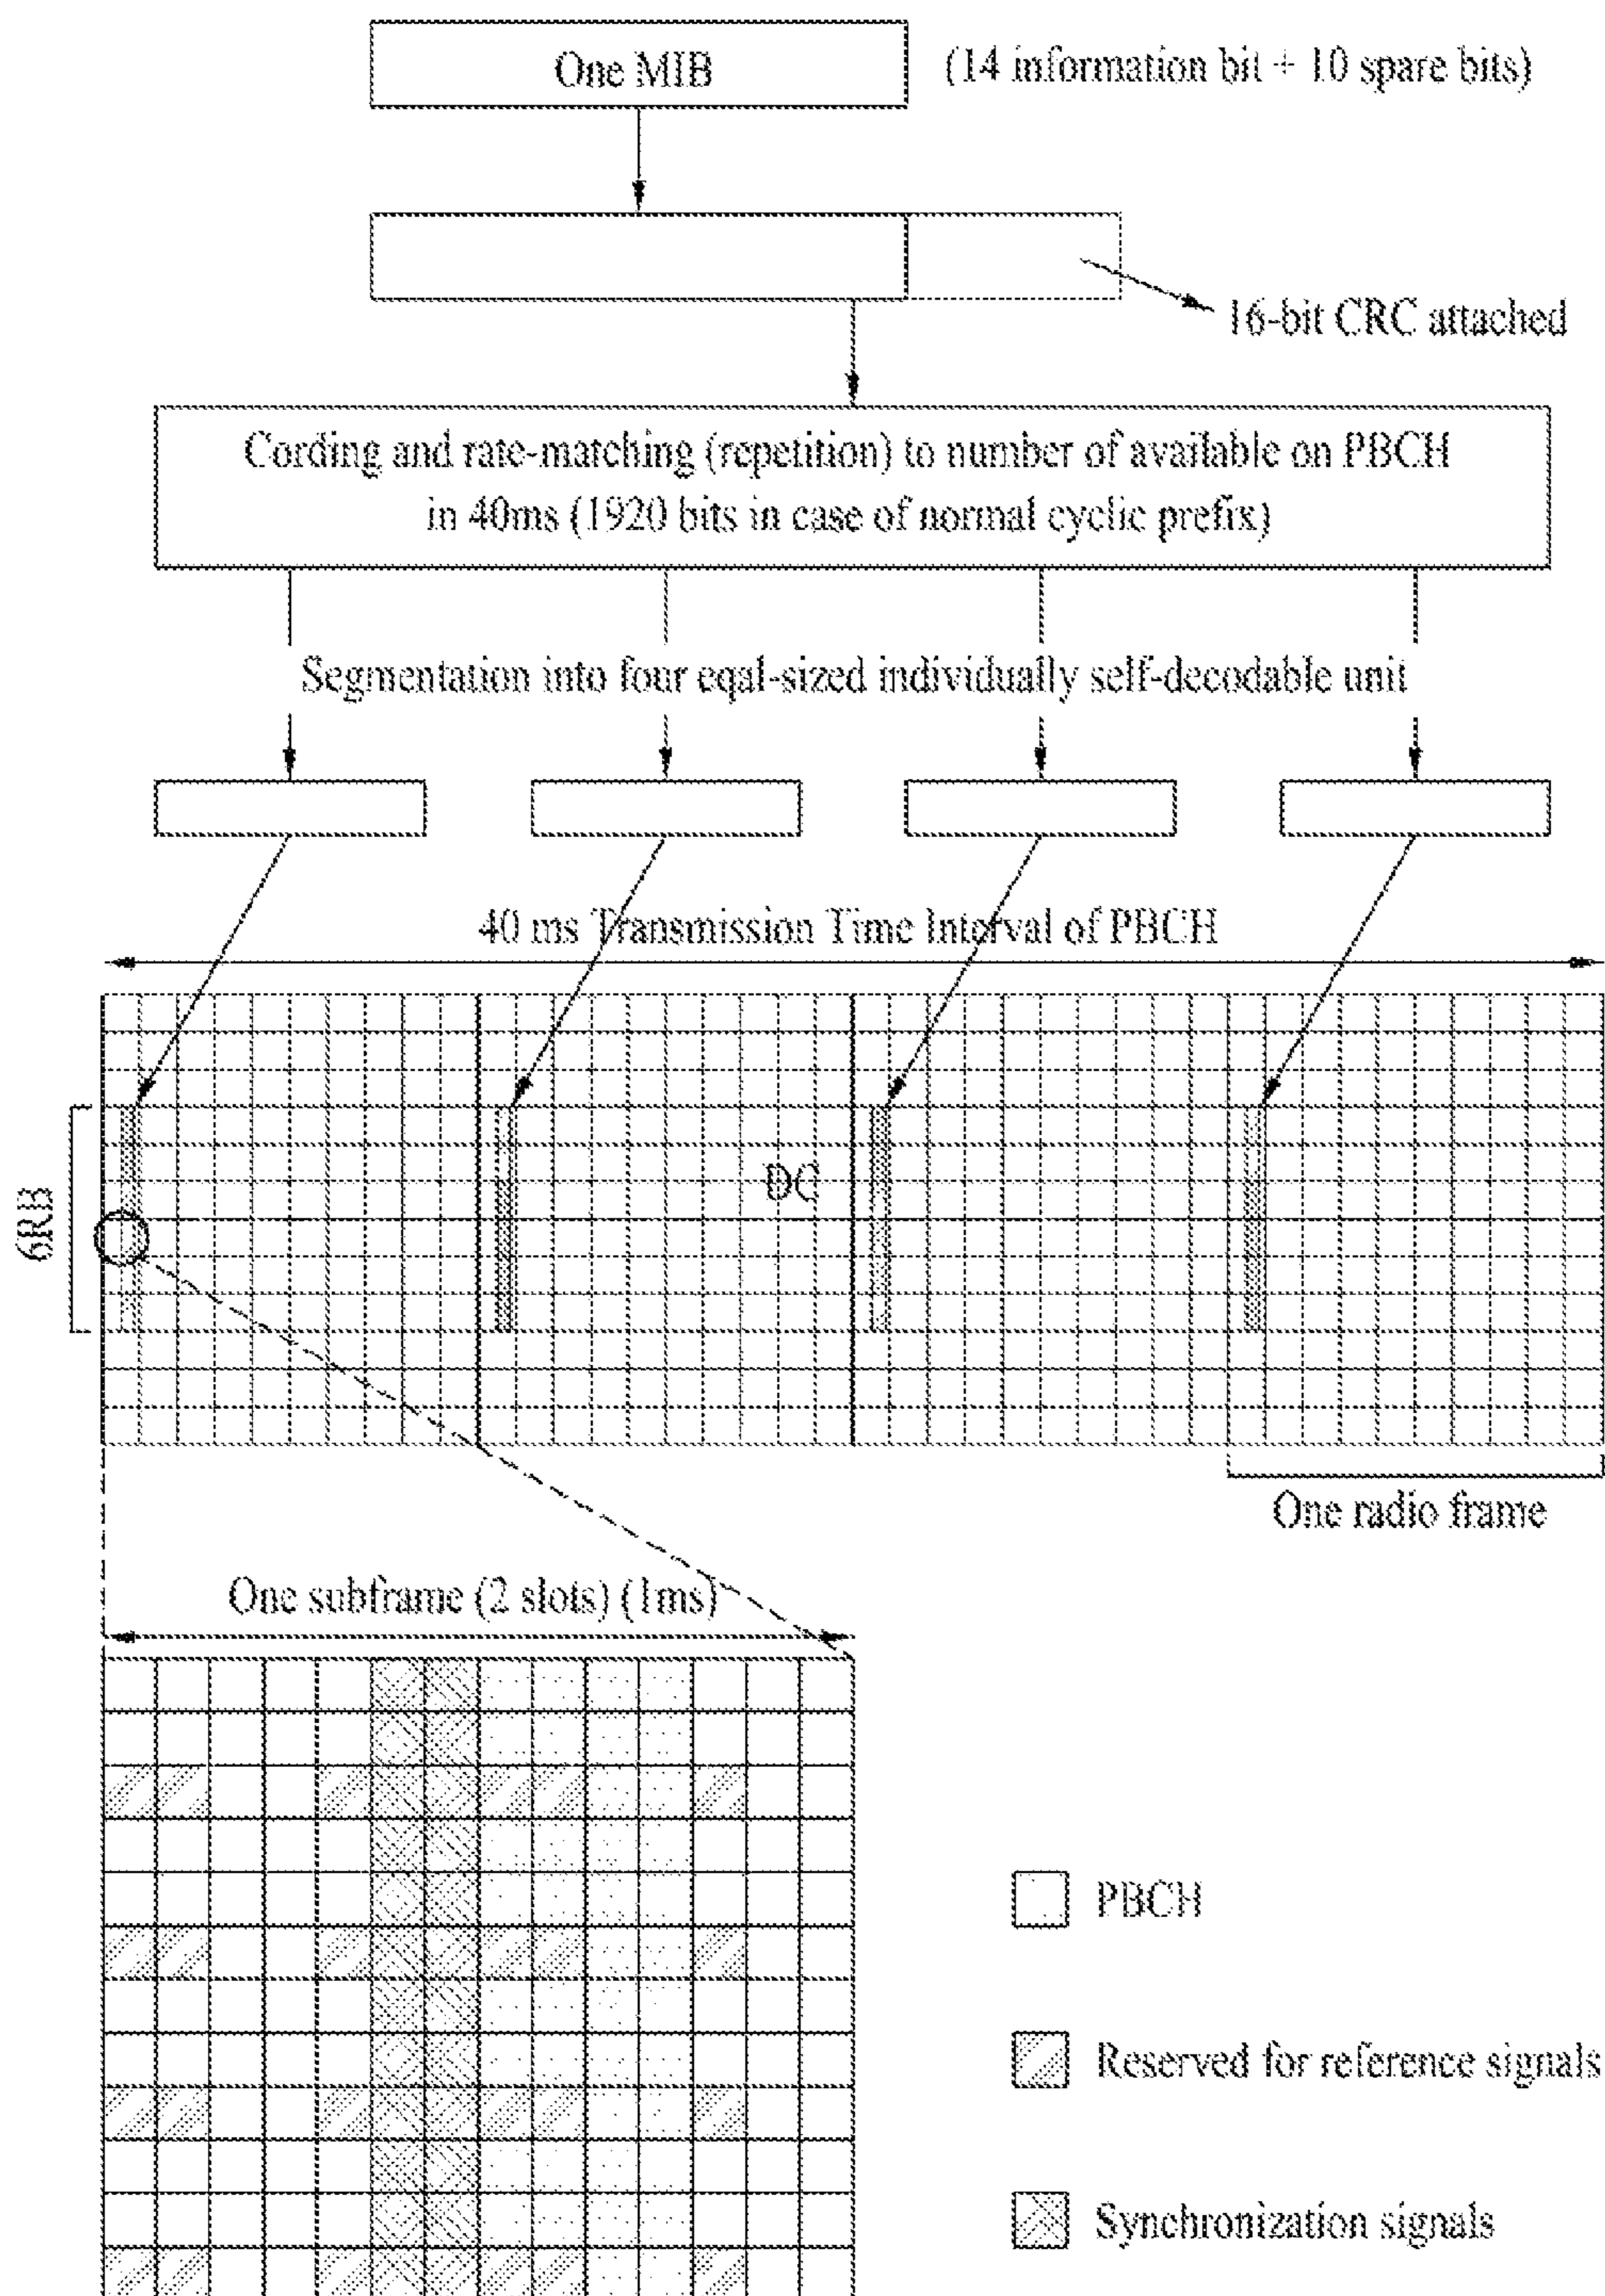 One MIB
(14 information bit + 10 spare bits)
16-bit CRC attached
Cording and rate-matching (repetition) to number of available on PBCH
in 40ms (1920 bits in case of normal cyclic prefix)
Segmentation into four eqal-sized individually self-decodable unit
40 ms Transmission Time Interval of PBCH
DC
6RB
One radio frame
One subframe (2 slots) (1ms)
PBCH
Reserved for reference signals
Synchronization signals